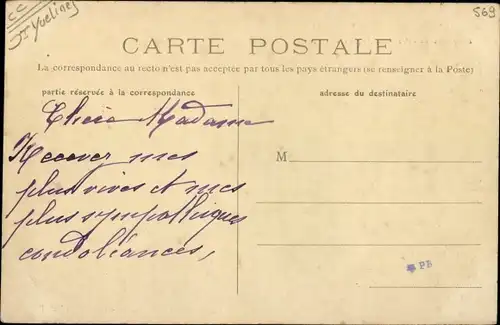 CC
St Yvelines
569
CARTE POSTALE
La correspondance au recto n'est pas acceptée par tous les pays étrangers (se renseigner à la Poste)
partie réservée à la correspondance
adresse du destinataire
Chère Madame
Recever mes
plus vives et mes
plus sympathiques
condoléances,
M
PB